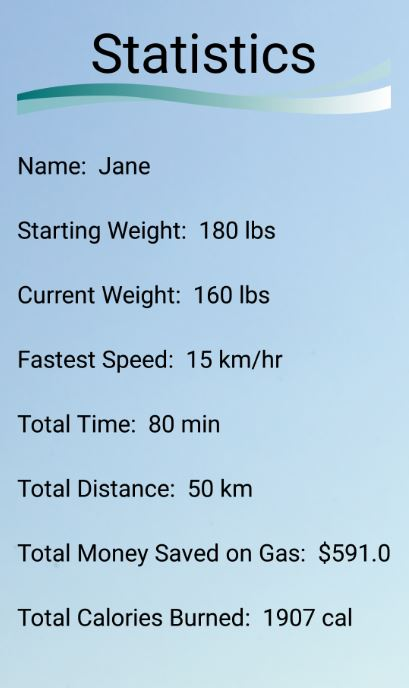 Statistics
Name: Jane
Starting Weight: 180 lbs
Current Weight: 160 lbs
Fastest Speed: 15 km/hr
Total Time: 80 min
Total Distance: 50 km
Total Money Saved on Gas: $591.0
Total Calories Burned: 1907 cal